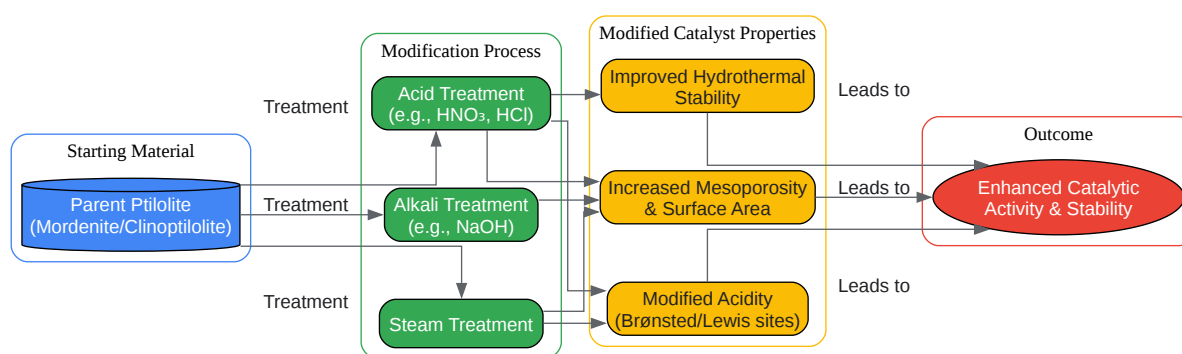 Starting Material
Parent Ptilolite
(Mordenite/Clinoptilolite)
Treatment
Treatment
Treatment
Modification Process
Acid Treatment
(e.g., HNO₃, HCl)
Alkali Treatment
(e.g., NaOH)
Steam Treatment
Modified Catalyst Properties
Improved Hydrothermal
Stability
Increased Mesoporosity
& Surface Area
Modified Acidity
(Brønsted/Lewis sites)
Leads to
Leads to
Leads to
Outcome
Enhanced Catalytic
Activity & Stability